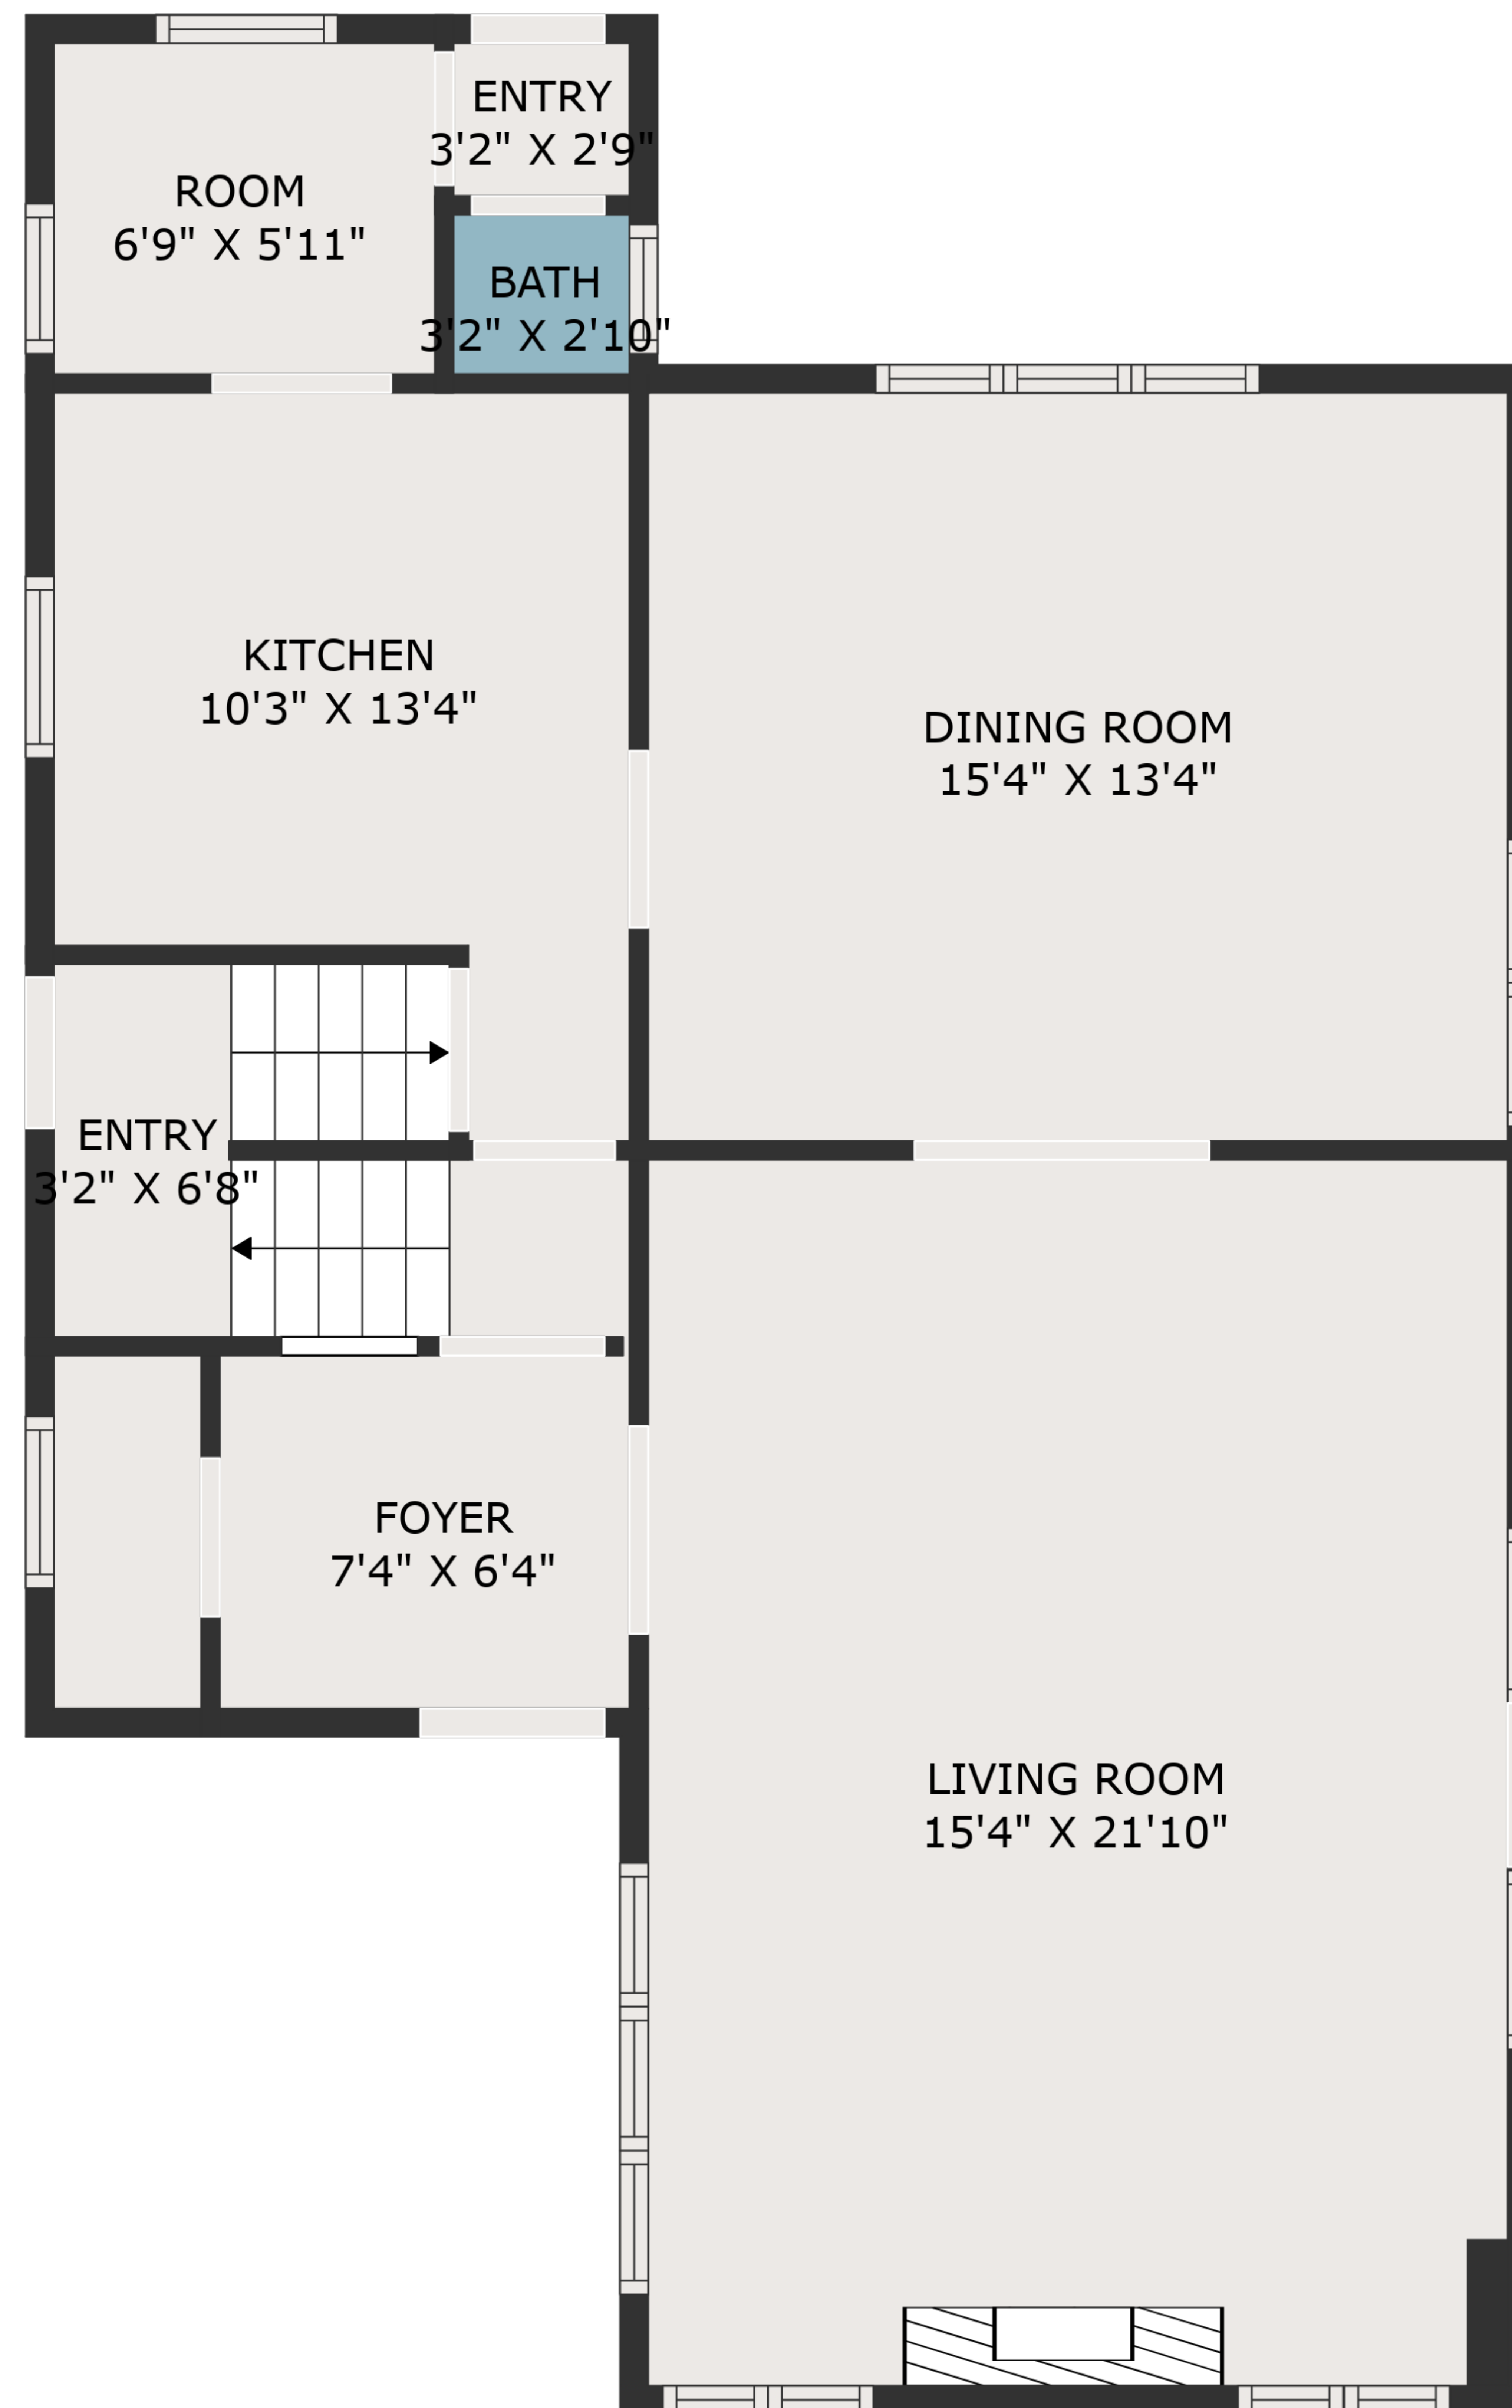 ENTRY
3'2" X 2'9"
ROOM
6'9" X 5'11"
BATH
3'2" X 2'10"
KITCHEN
10'3" X 13'4"
DINING ROOM
15'4" X 13'4"
ENTRY
3'2" X 6'8"
FOYER
7'4" X 6'4"
LIVING ROOM
15'4" X 21'10"